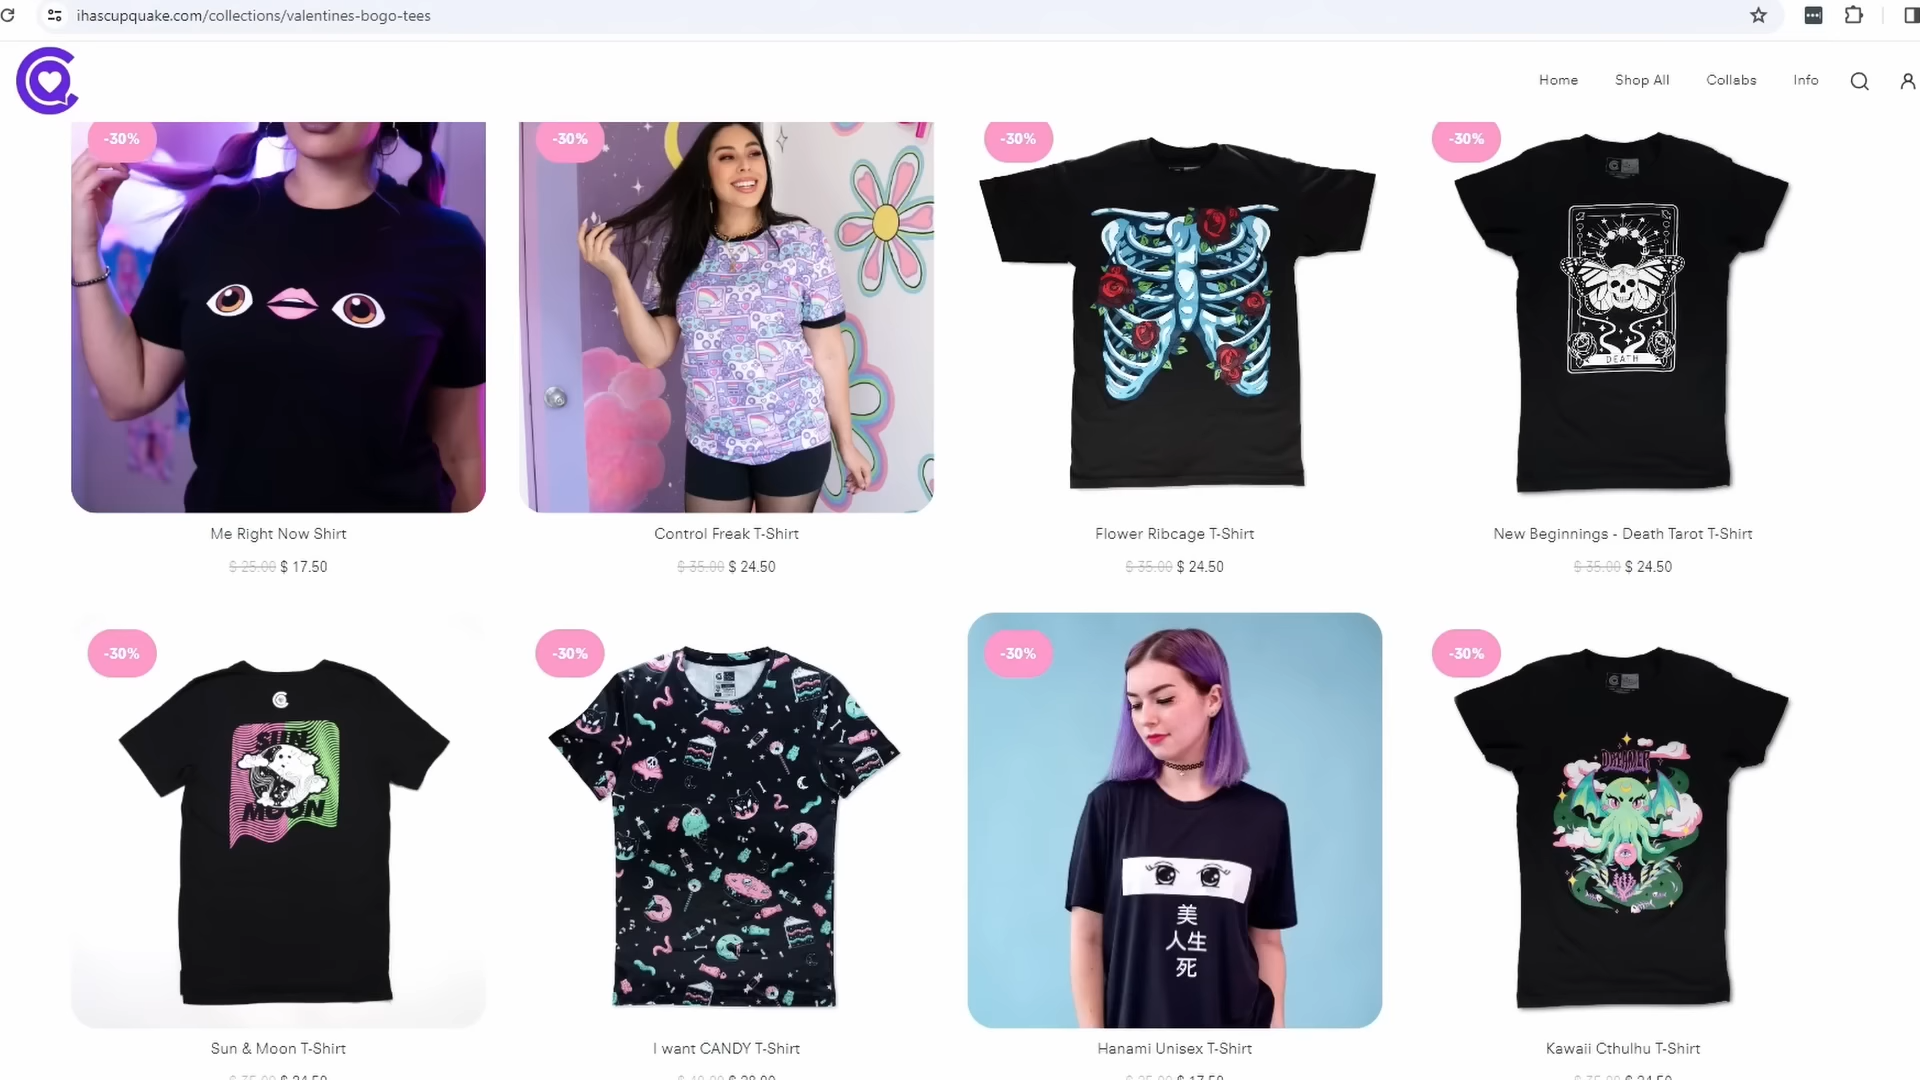 ihascupquake.com/collections/valentines-bogo-tees
Home
Shop All
Collabs
Info
-30%
-30%
-30%
-30%
DEATH
Me Right Now Shirt
Control Freak T-Shirt
Flower Ribcage T-Shirt
New Beginnings - Death Tarot T-Shirt
$ 25.00 $ 17.50
$ 35.00 $ 24.50
$ 35.00 $ 24.50
$ 35.00 $ 24.50
-30%
-30%
-30%
-30%
SUN
MOON
美
人生
死
DREAMER
Sun & Moon T-Shirt
I want CANDY T-Shirt
Hanami Unisex T-Shirt
Kawaii Cthulhu T-Shirt